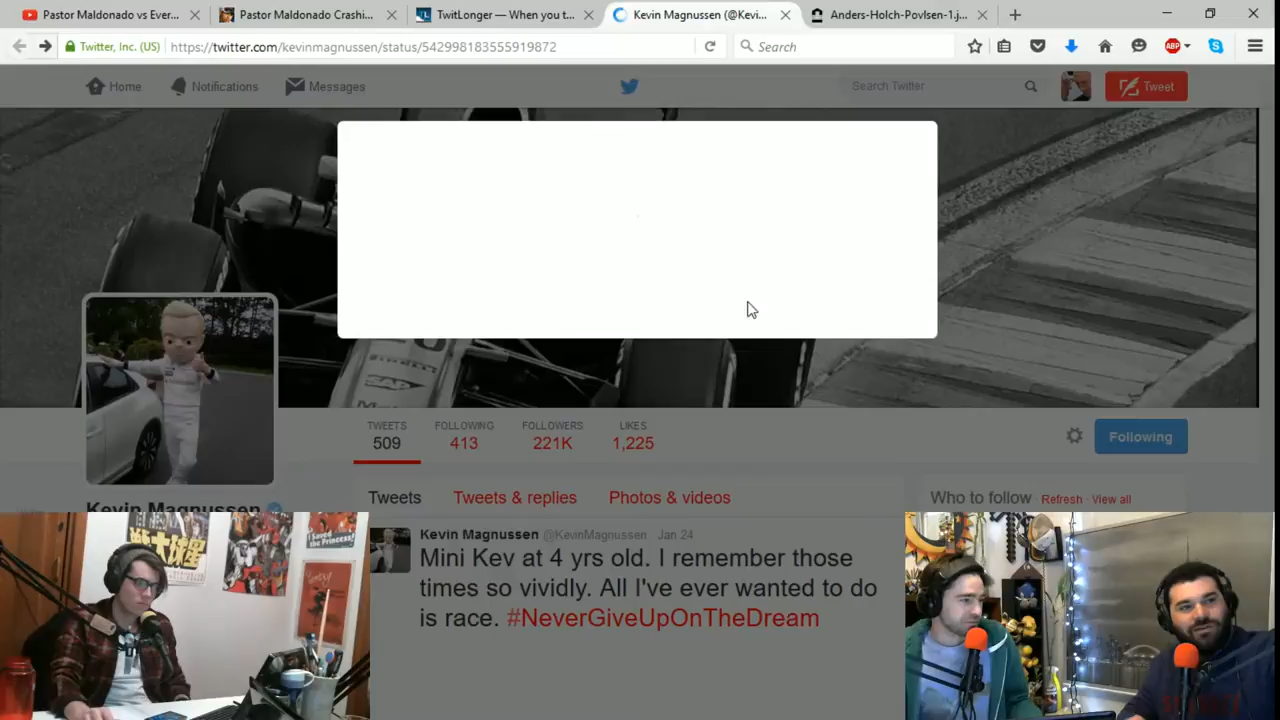 Pastor Maldonado vs Ever...
Pastor Maldonado Crashi...
TwitLonger — When you t...
Kevin Magnussen (@Kevi...
Anders-Holch-Povlsen-1.j...
Twitter, Inc. (US)
https://twitter.com/kevinmagnussen/status/542998183555919872
Search
ABP
Home
Notifications
Messages
Search Twitter
Tweet
TWEETS
509
FOLLOWING
413
FOLLOWERS
221K
LIKES
1,225
Following
Kevin Magnussen
Tweets
Tweets & replies
Photos & videos
Who to follow
Refresh · View all
Kevin Magnussen @KevinMagnussen Jan 24
Mini Kev at 4 yrs old. I remember those
times so vividly. All I've ever wanted to do
is race. #NeverGiveUpOnTheDream
I Saved
the Princess!